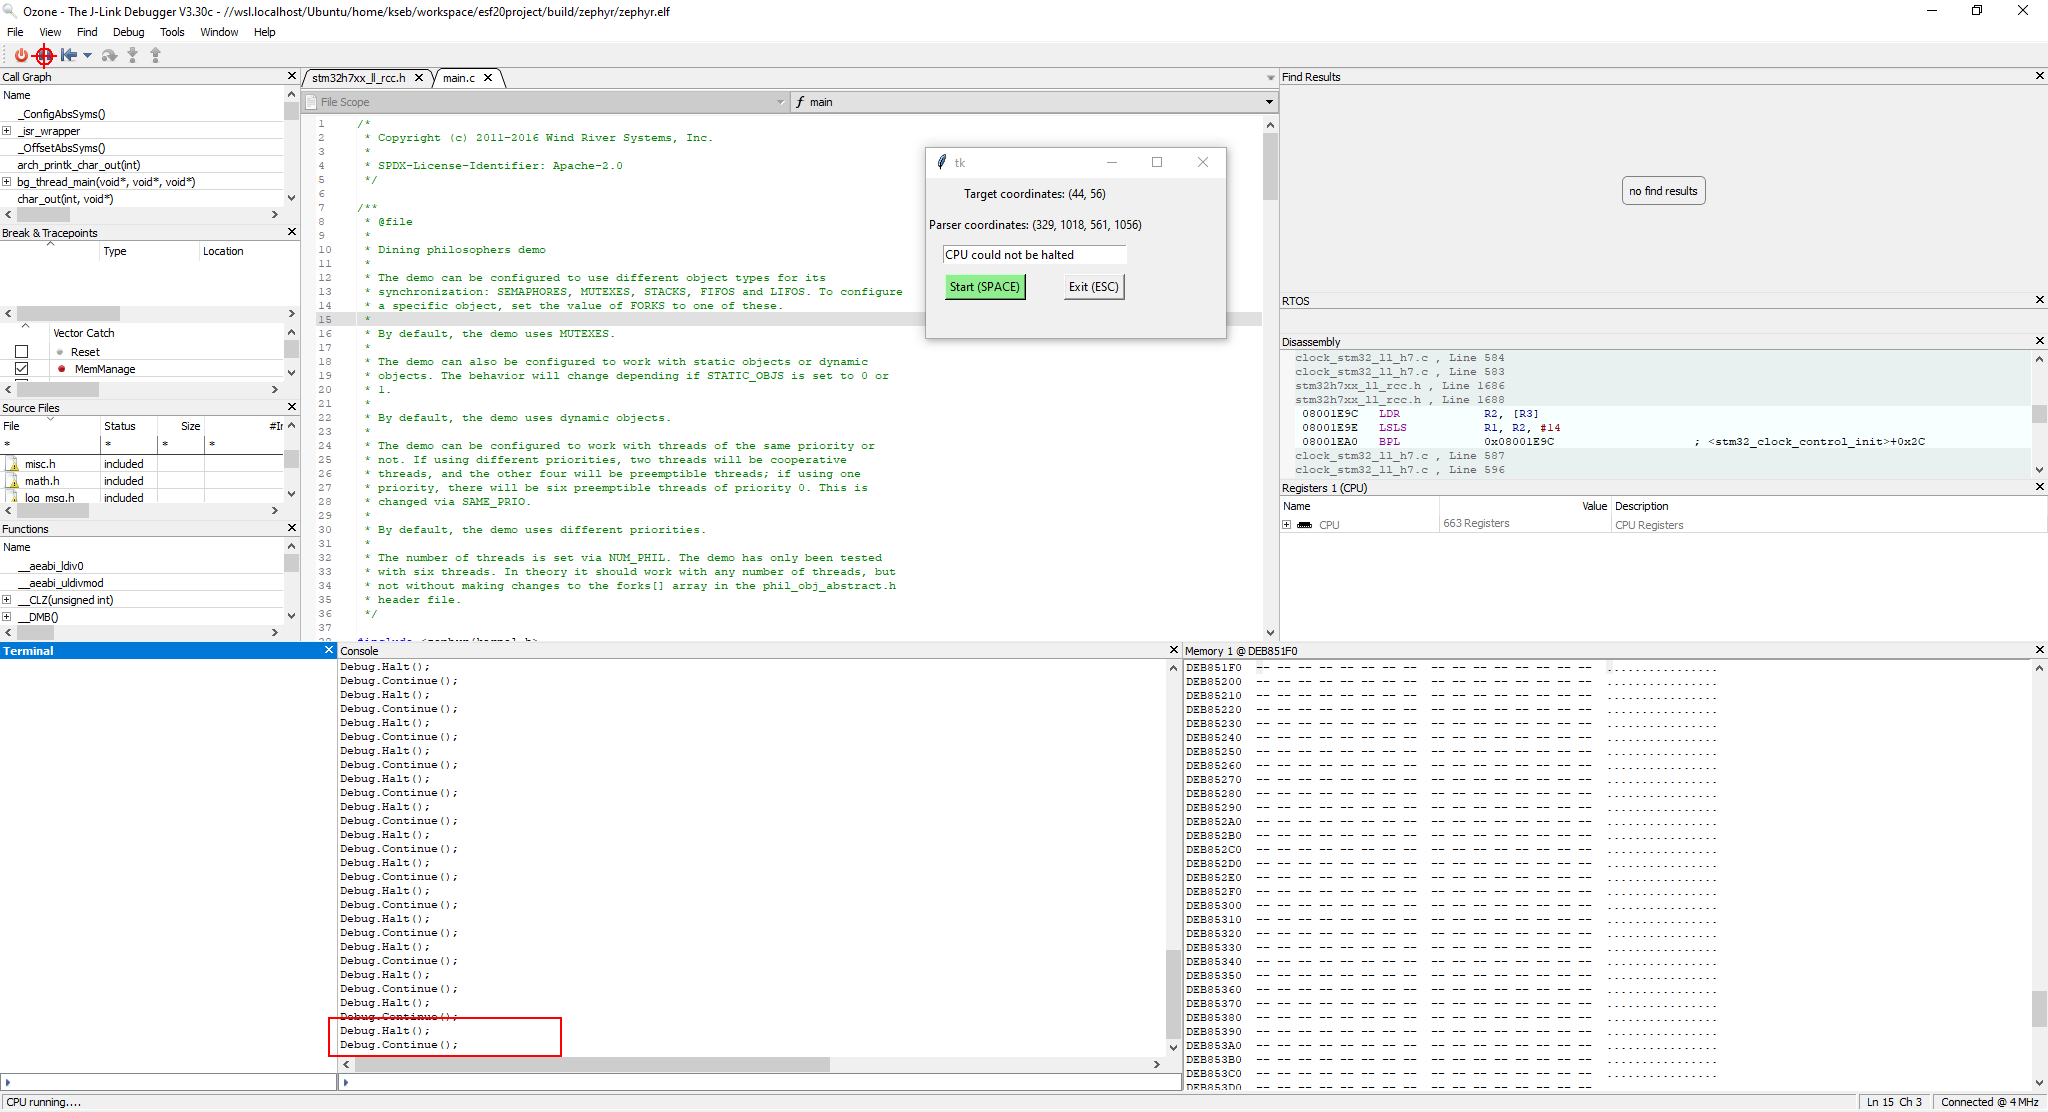 Ozone - The J-Link Debugger V3.30c - //wsl.localhost/Ubuntu/home/kseb/workspace/esf20project/build/zephyr/zephyr.elf
File View Find Debug Tools Window Help
Call Graph
Name
_ConfigAbsSyms()
_isr_wrapper
_OffsetAbsSyms()
arch_printk_char_out(int)
bg_thread_main(void*, void*, void*)
char_out(int, void*)
Break & Tracepoints
Type Location
Vector Catch
Reset
MemManage
Source Files
File Status Size #Ir
* * * *
misc.h included
math.h included
log_msg.h included
Functions
Name
__aeabi_ldiv0
__aeabi_uldivmod
__CLZ(unsigned int)
__DMB()
stm32h7xx_ll_rcc.h main.c
File Scope main
1 /*
2 * Copyright (c) 2011-2016 Wind River Systems, Inc.
3 *
4 * SPDX-License-Identifier: Apache-2.0
5 */
6
7 /**
8 * @file
9 *
10 * Dining philosophers demo
11 *
12 * The demo can be configured to use different object types for its
13 * synchronization: SEMAPHORES, MUTEXES, STACKS, FIFOS and LIFOS. To configure
14 * a specific object, set the value of FORKS to one of these.
15 *
16 * By default, the demo uses MUTEXES.
17 *
18 * The demo can also be configured to work with static objects or dynamic
19 * objects. The behavior will change depending if STATIC_OBJS is set to 0 or
20 * 1.
21 *
22 * By default, the demo uses dynamic objects.
23 *
24 * The demo can be configured to work with threads of the same priority or
25 * not. If using different priorities, two threads will be cooperative
26 * threads, and the other four will be preemptible threads; if using one
27 * priority, there will be six preemptible threads of priority 0. This is
28 * changed via SAME_PRIO.
29 *
30 * By default, the demo uses different priorities.
31 *
32 * The number of threads is set via NUM_PHIL. The demo has only been tested
33 * with six threads. In theory it should work with any number of threads, but
34 * not without making changes to the forks[] array in the phil_obj_abstract.h
35 * header file.
36 */
37
38 #include <zephyr/kernel.h>
tk
Target coordinates: (44, 56)
Parser coordinates: (329, 1018, 561, 1056)
CPU could not be halted
Start (SPACE) Exit (ESC)
Find Results
no find results
RTOS
Disassembly
clock_stm32_ll_h7.c , Line 584
clock_stm32_ll_h7.c , Line 583
stm32h7xx_ll_rcc.h , Line 1686
stm32h7xx_ll_rcc.h , Line 1688
08001E9C LDR R2, [R3]
08001E9E LSLS R1, R2, #14
08001EA0 BPL 0x08001E9C ; <stm32_clock_control_init>+0x2C
clock_stm32_ll_h7.c , Line 587
clock_stm32_ll_h7.c , Line 596
Registers 1 (CPU)
Name Value Description
CPU 663 Registers CPU Registers
Terminal
Console
Debug.Halt();
Debug.Continue();
Debug.Halt();
Debug.Continue();
Debug.Halt();
Debug.Continue();
Debug.Halt();
Debug.Continue();
Debug.Halt();
Debug.Continue();
Debug.Halt();
Debug.Continue();
Debug.Halt();
Debug.Continue();
Debug.Halt();
Debug.Continue();
Debug.Halt();
Debug.Continue();
Debug.Halt();
Debug.Continue();
Debug.Halt();
Debug.Continue();
Debug.Halt();
Debug.Continue();
Debug.Halt();
Debug.Continue();
Debug.Halt();
Debug.Continue();
Memory 1 @ DEB851F0
DEB851F0 -- -- -- -- -- -- -- -- -- -- -- -- -- -- -- -- ................
DEB85200 -- -- -- -- -- -- -- -- -- -- -- -- -- -- -- -- ................
DEB85210 -- -- -- -- -- -- -- -- -- -- -- -- -- -- -- -- ................
DEB85220 -- -- -- -- -- -- -- -- -- -- -- -- -- -- -- -- ................
DEB85230 -- -- -- -- -- -- -- -- -- -- -- -- -- -- -- -- ................
DEB85240 -- -- -- -- -- -- -- -- -- -- -- -- -- -- -- -- ................
DEB85250 -- -- -- -- -- -- -- -- -- -- -- -- -- -- -- -- ................
DEB85260 -- -- -- -- -- -- -- -- -- -- -- -- -- -- -- -- ................
DEB85270 -- -- -- -- -- -- -- -- -- -- -- -- -- -- -- -- ................
DEB85280 -- -- -- -- -- -- -- -- -- -- -- -- -- -- -- -- ................
DEB85290 -- -- -- -- -- -- -- -- -- -- -- -- -- -- -- -- ................
DEB852A0 -- -- -- -- -- -- -- -- -- -- -- -- -- -- -- -- ................
DEB852B0 -- -- -- -- -- -- -- -- -- -- -- -- -- -- -- -- ................
DEB852C0 -- -- -- -- -- -- -- -- -- -- -- -- -- -- -- -- ................
DEB852D0 -- -- -- -- -- -- -- -- -- -- -- -- -- -- -- -- ................
DEB852E0 -- -- -- -- -- -- -- -- -- -- -- -- -- -- -- -- ................
DEB852F0 -- -- -- -- -- -- -- -- -- -- -- -- -- -- -- -- ................
DEB85300 -- -- -- -- -- -- -- -- -- -- -- -- -- -- -- -- ................
DEB85310 -- -- -- -- -- -- -- -- -- -- -- -- -- -- -- -- ................
DEB85320 -- -- -- -- -- -- -- -- -- -- -- -- -- -- -- -- ................
DEB85330 -- -- -- -- -- -- -- -- -- -- -- -- -- -- -- -- ................
DEB85340 -- -- -- -- -- -- -- -- -- -- -- -- -- -- -- -- ................
DEB85350 -- -- -- -- -- -- -- -- -- -- -- -- -- -- -- -- ................
DEB85360 -- -- -- -- -- -- -- -- -- -- -- -- -- -- -- -- ................
DEB85370 -- -- -- -- -- -- -- -- -- -- -- -- -- -- -- -- ................
DEB85380 -- -- -- -- -- -- -- -- -- -- -- -- -- -- -- -- ................
DEB85390 -- -- -- -- -- -- -- -- -- -- -- -- -- -- -- -- ................
DEB853A0 -- -- -- -- -- -- -- -- -- -- -- -- -- -- -- -- ................
DEB853B0 -- -- -- -- -- -- -- -- -- -- -- -- -- -- -- -- ................
DEB853C0 -- -- -- -- -- -- -- -- -- -- -- -- -- -- -- -- ................
DEB853D0 -- -- -- -- -- -- -- -- -- -- -- -- -- -- -- -- ................
CPU running.... Ln 15 Ch 3 Connected @ 4 MHz